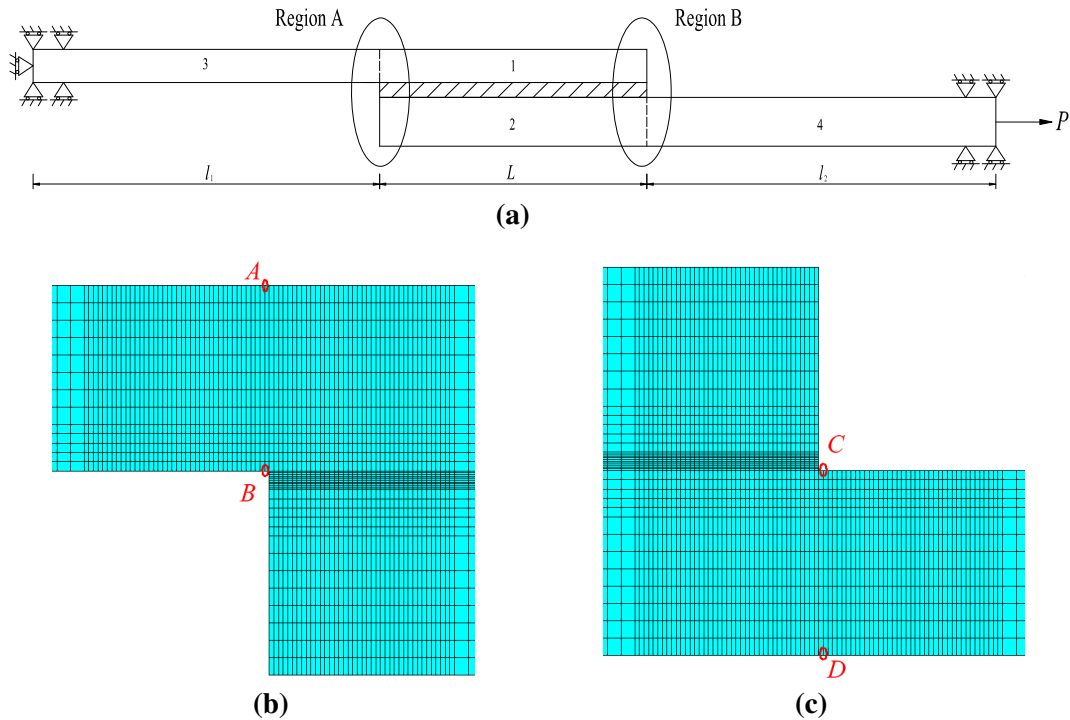 Region A Region B
3 1
2 4 P
l₁ L l₂
(a)
A
B
C
D
(b) (c)